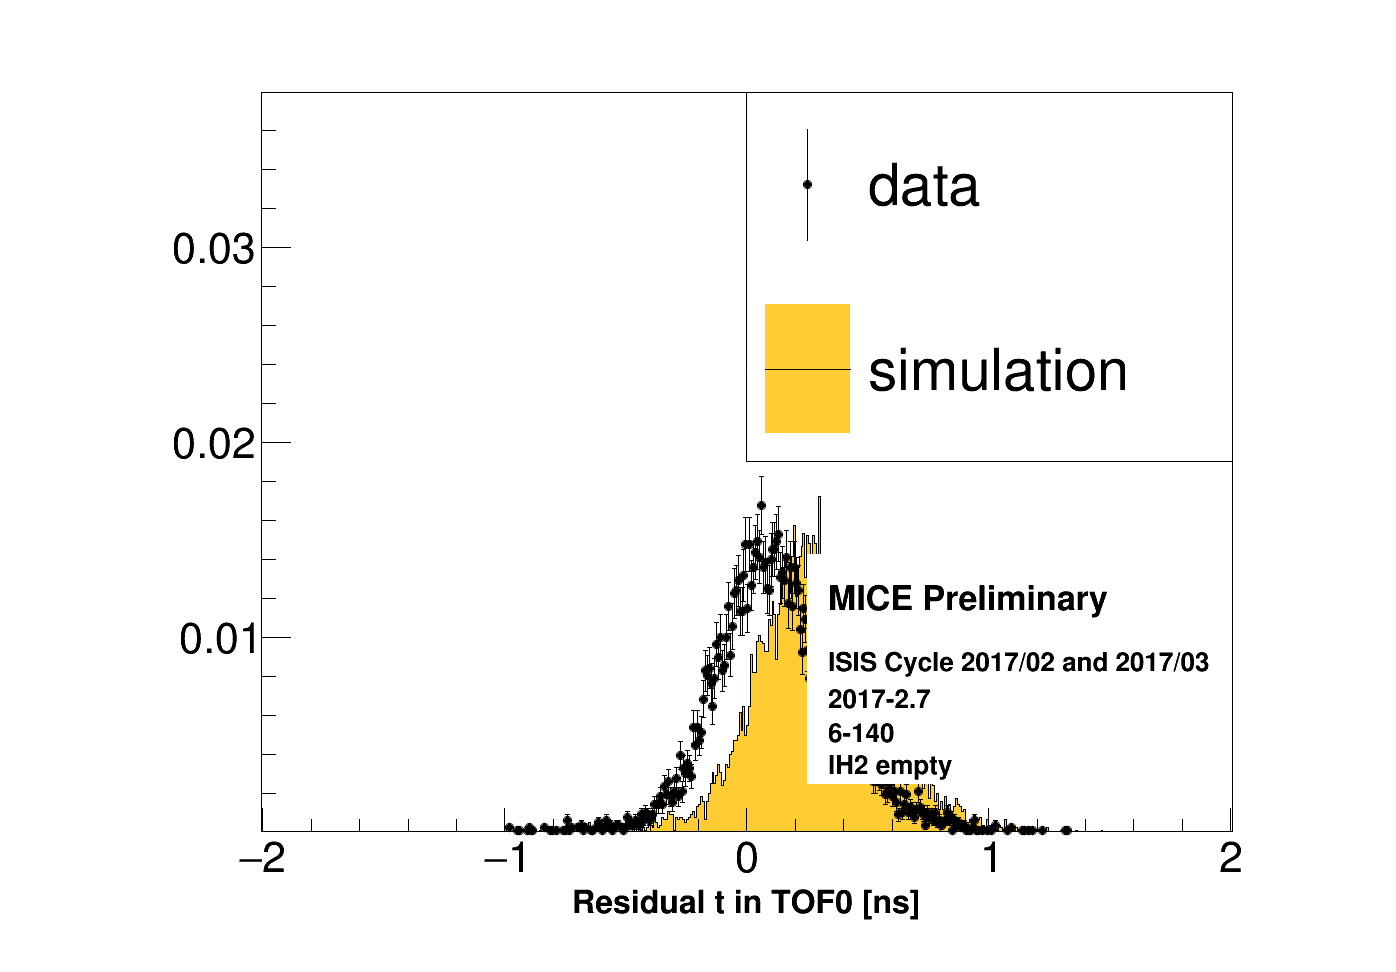 data
0.03
simulation
0.02
MICE Preliminary
0.01
ISIS Cycle 2017/02 and 2017/03
2017-2.7
6-140
IH2 empty
−2 −1 0 1 2
Residual t in TOF0 [ns]